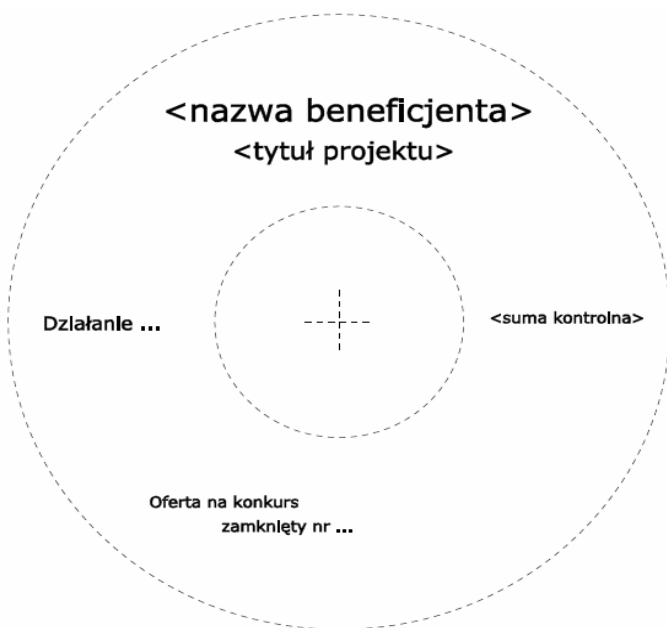 <nazwa beneficjenta>
<tytuł projektu>
Działanie ...
<suma kontrolna>
Oferta na konkurs
zamknięty nr ...